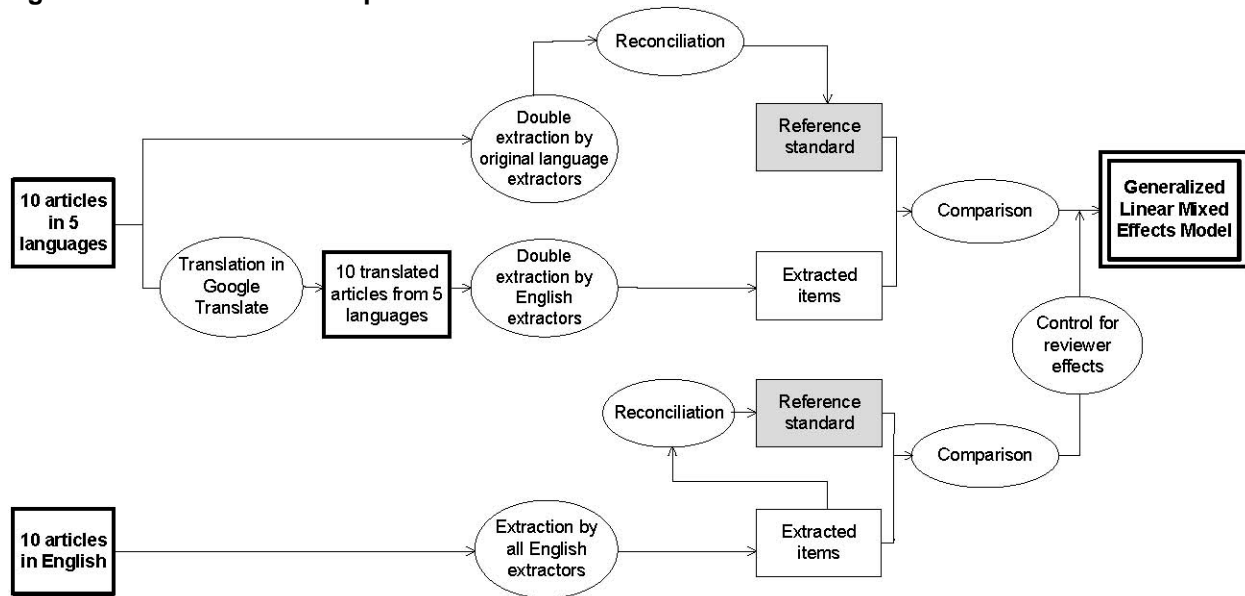 Reconciliation
Double
extraction by
original language
extractors
Reference
standard
10 articles
in 5
languages
Comparison
Generalized
Linear Mixed
Effects Model
Translation in
Google
Translate
10 translated
articles from 5
languages
Double
extraction by
English
extractors
Extracted
items
Control for
reviewer
effects
Reconciliation
Reference
standard
Comparison
10 articles
in English
Extraction by
all English
extractors
Extracted
items